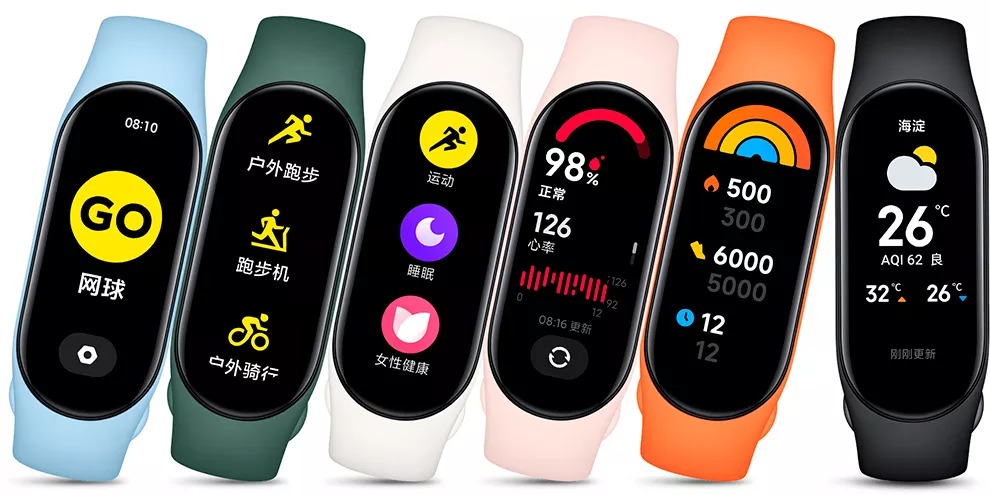 08:10
GO
网球
户外跑步
跑步机
户外骑行
运动
睡眠
女性健康
98%
正常
126
心率
126
92
0
12
08:16 更新
500
300
6000
5000
12
12
海淀
26℃
AQI 62 良
32℃ 26℃
刚刚更新